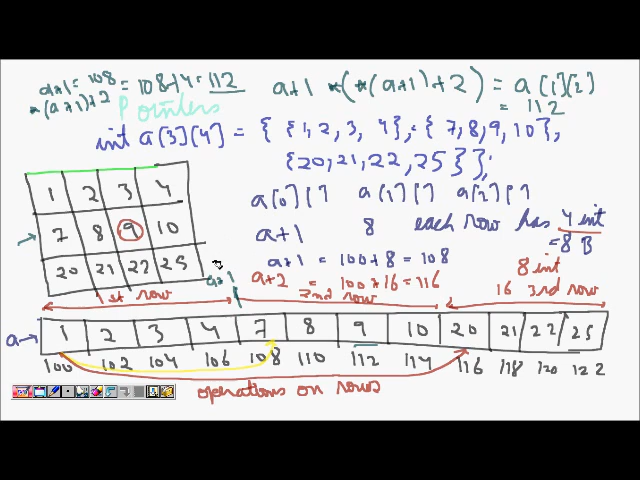 a+1 = 108 = 108+4 = 112
*(a+1)+2
a+1 *(*(a+1)+2) = a[1][2]
= 112
Pointers
int a[3][4] = { {1,2,3,4}, {7,8,9,10},
{20,21,22,25}};
1 2 3 4
7 8 9 10
20 21 22 25
a[0][] a[1][] a[2][]
a+1 8 each row has 4 int
= 8 B
a+1 = 100+8 = 108
a+2 = 100+16 = 116
8 int
16
a+1
1st row 2nd row 3rd row
a→ 1 2 3 4 7 8 9 10 20 21 22 25
100 102 104 106 108 110 112 114 116 118 120 122
operations on rows